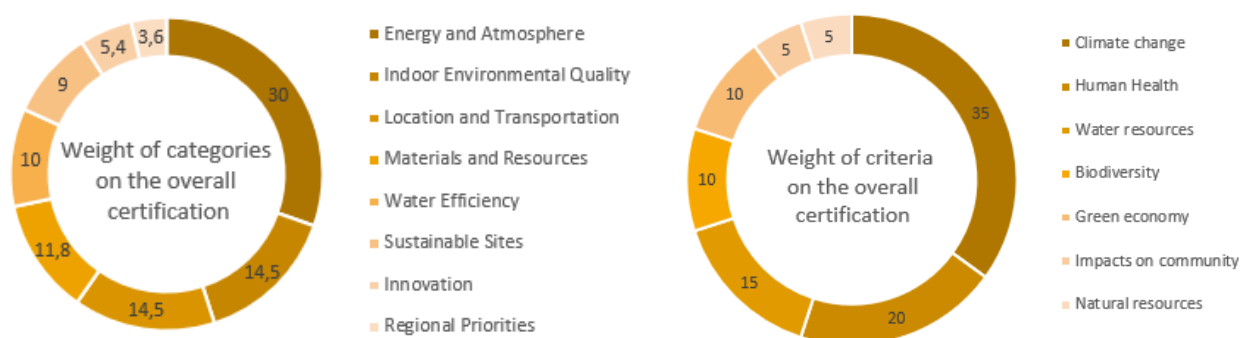 30
14,5
14,5
11,8
10
9
5,4
3,6
Weight of categories
on the overall
certification
Energy and Atmosphere
Indoor Environmental Quality
Location and Transportation
Materials and Resources
Water Efficiency
Sustainable Sites
Innovation
Regional Priorities
35
20
15
10
10
5
5
Weight of criteria
on the overall
certification
Climate change
Human Health
Water resources
Biodiversity
Green economy
Impacts on community
Natural resources